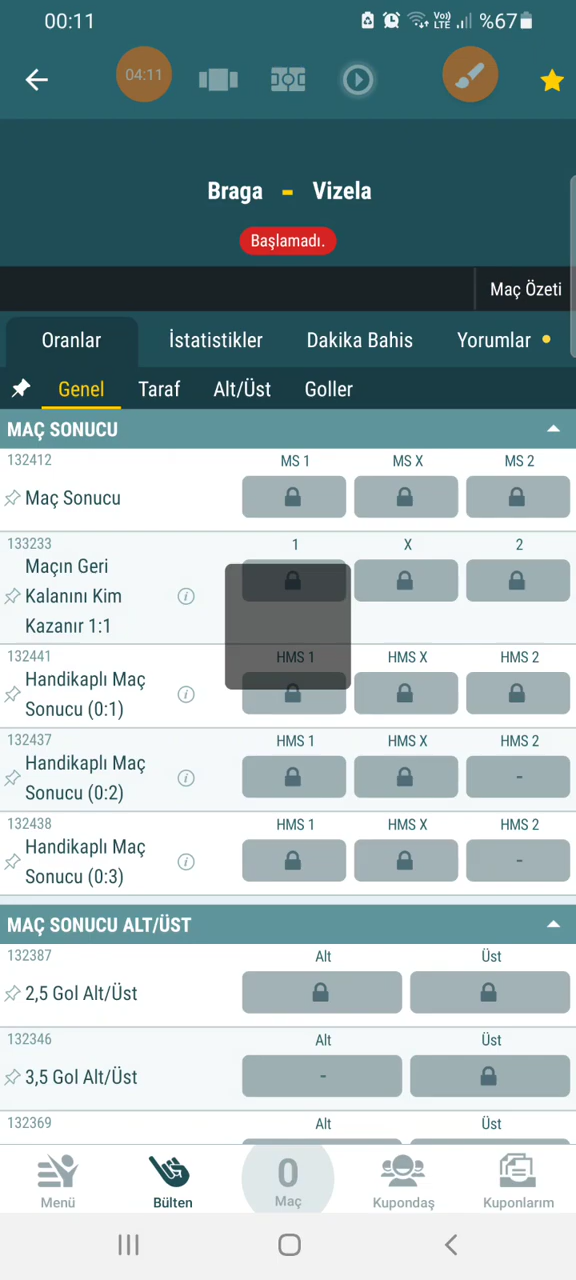 00:11
Vo)) LTE
%67
04:11
Braga - Vizela
Başlamadı.
Maç Özeti
Oranlar İstatistikler Dakika Bahis Yorumlar
Genel Taraf Alt/Üst Goller
MAÇ SONUCU
132412 MS 1 MS X MS 2
Maç Sonucu
133233 1 X 2
Maçın Geri
Kalanını Kim
Kazanır 1:1
132441 HMS 1 HMS X HMS 2
Handikaplı Maç
Sonucu (0:1)
132437 HMS 1 HMS X HMS 2
Handikaplı Maç
Sonucu (0:2) -
132438 HMS 1 HMS X HMS 2
Handikaplı Maç
Sonucu (0:3) -
MAÇ SONUCU ALT/ÜST
132387 Alt Üst
2,5 Gol Alt/Üst
132346 Alt Üst
3,5 Gol Alt/Üst -
132369 Alt Üst
0
Menü Bülten Maç Kupondaş Kuponlarım